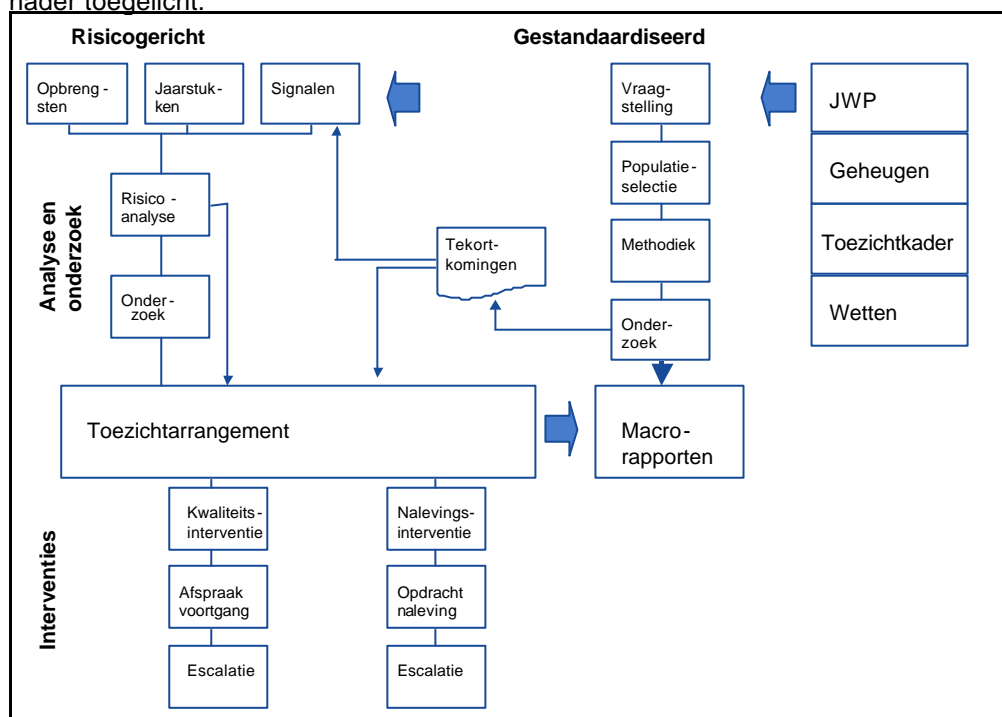 nader toegelicht.
Risicogericht
Gestandaardiseerd
Opbreng -
sten
Jaarstuk-
ken
Signalen
Vraag-
stelling
JWP
Populatie-
selectie
Geheugen
Risico -
analyse
Analyse en
onderzoek
Tekort-
komingen
Methodiek
Toezichtkader
Onder-
zoek
Onder-
zoek
Wetten
Toezichtarrangement
Macro-
rapporten
Interventies
Kwaliteits-
interventie
Nalevings-
interventie
Afspraak
voortgang
Opdracht
naleving
Escalatie
Escalatie